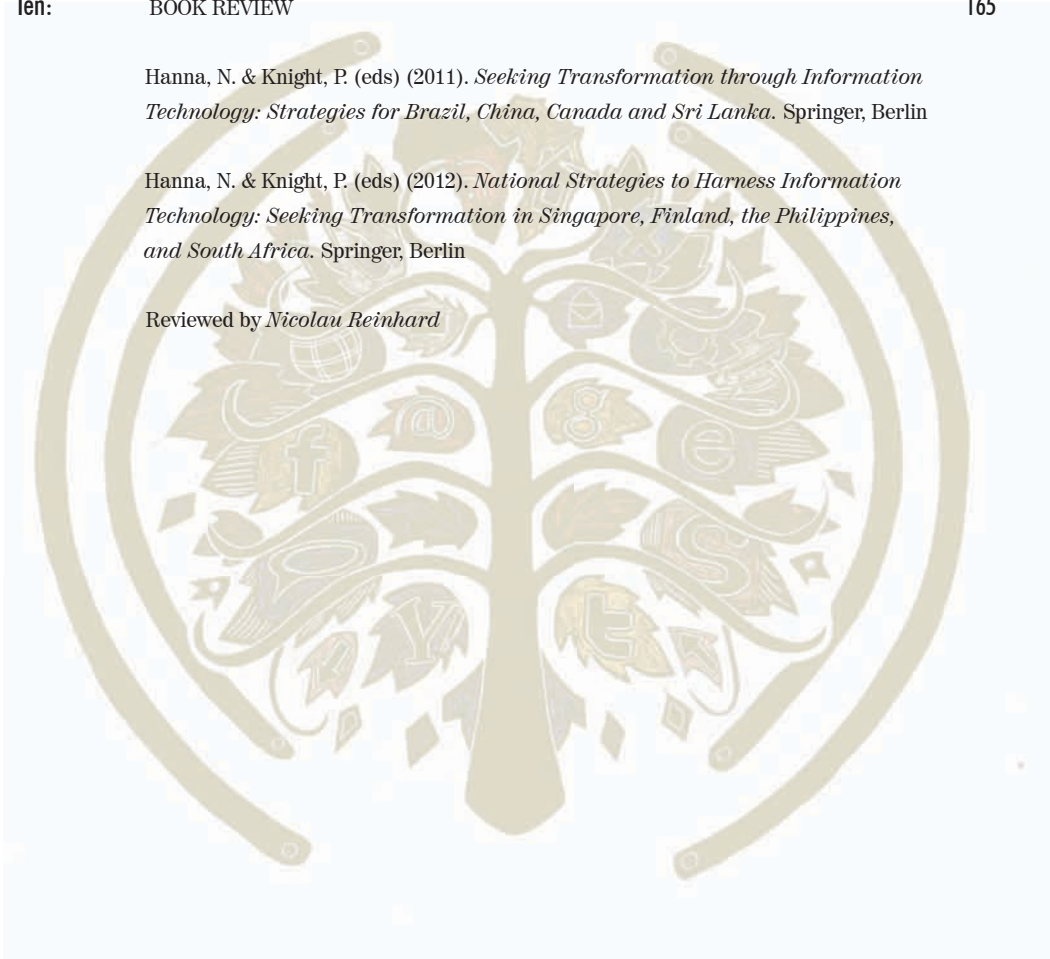 Ten: BOOK REVIEW 165
Hanna, N. & Knight, P. (eds) (2011). Seeking Transformation through Information
Technology: Strategies for Brazil, China, Canada and Sri Lanka. Springer, Berlin
Hanna, N. & Knight, P. (eds) (2012). National Strategies to Harness Information
Technology: Seeking Transformation in Singapore, Finland, the Philippines,
and South Africa. Springer, Berlin
Reviewed by Nicolau Reinhard
@ g
f e
S
y t